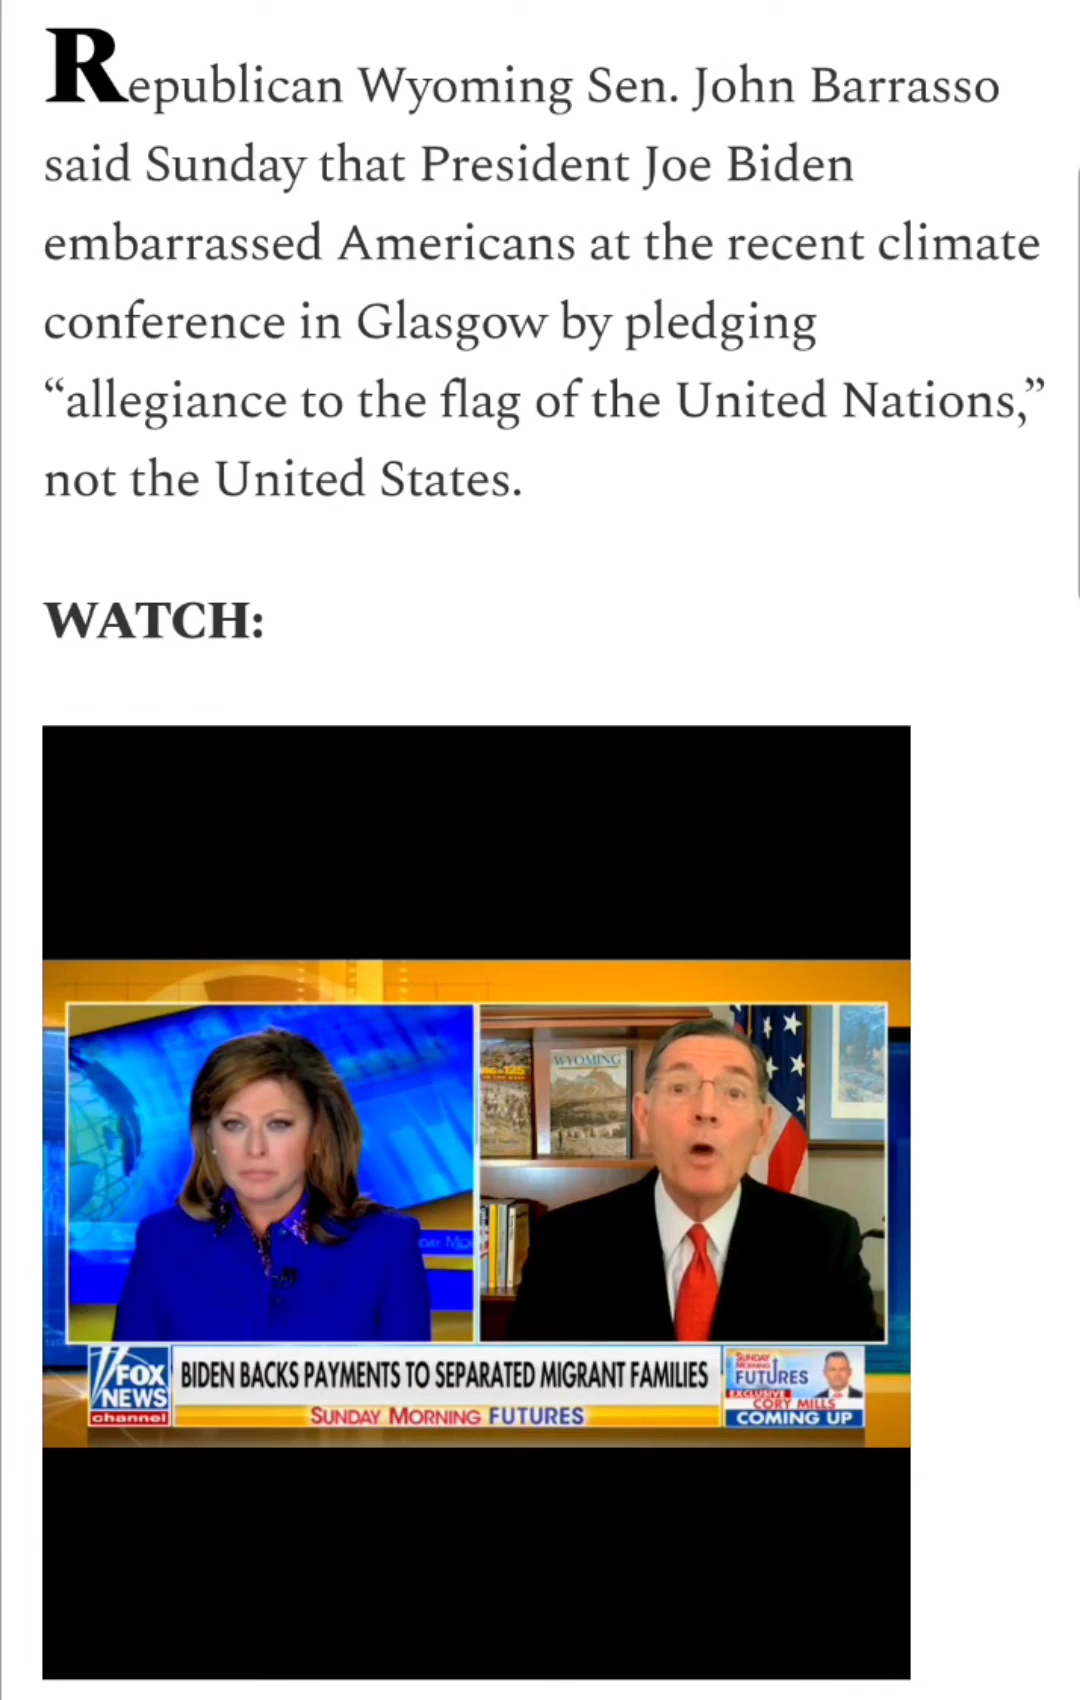 Republican Wyoming Sen. John Barrasso
said Sunday that President Joe Biden
embarrassed Americans at the recent climate
conference in Glasgow by pledging
“allegiance to the flag of the United Nations,”
not the United States.
WATCH:
WYOMING
FOX
NEWS
channel
BIDEN BACKS PAYMENTS TO SEPARATED MIGRANT FAMILIES
SUNDAY MORNING FUTURES
SUNDAY
MORNING
FUTURES
EXCLUSIVE
CORY MILLS
COMING UP